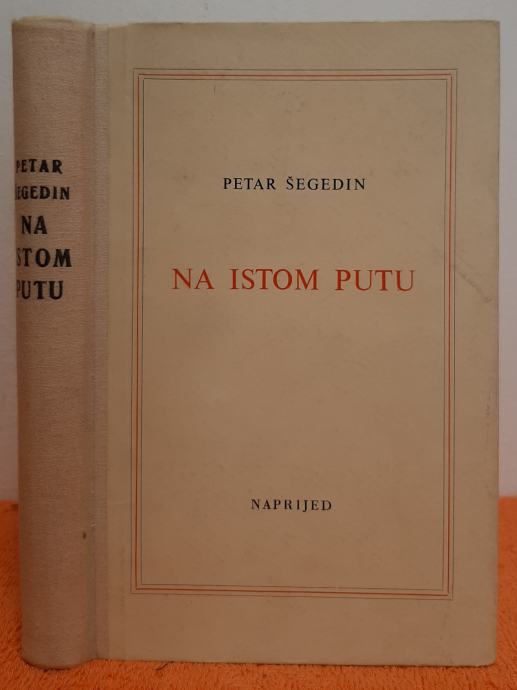 PETAR
ŠEGEDIN
NA
ISTOM
PUTU
PETAR ŠEGEDIN
NA ISTOM PUTU
NAPRIJED